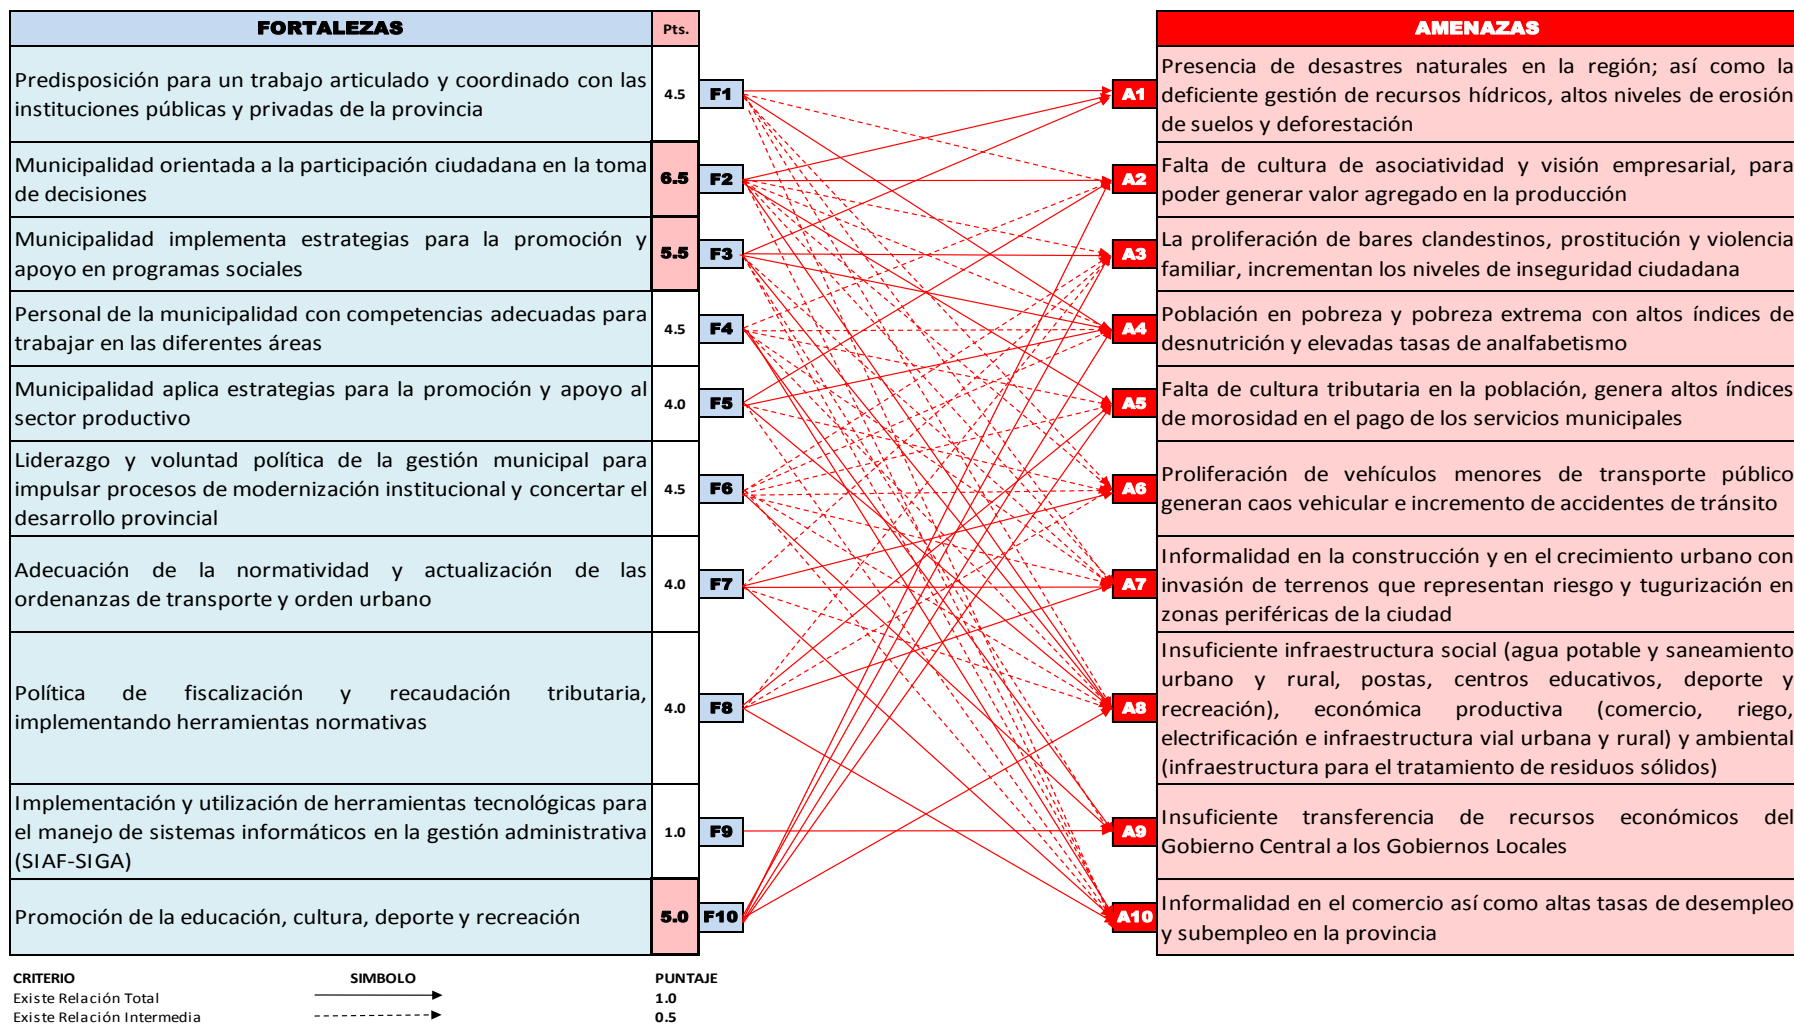 FORTALEZAS Pts. AMENAZAS
Predisposición para un trabajo articulado y coordinado con las
instituciones públicas y privadas de la provincia
4.5 F1
A1
Presencia de desastres naturales en la región; así como la
deficiente gestión de recursos hídricos, altos niveles de erosión
de suelos y deforestación
Municipalidad orientada a la participación ciudadana en la toma
de decisiones
6.5 F2
A2
Falta de cultura de asociatividad y visión empresarial, para
poder generar valor agregado en la producción
Municipalidad implementa estrategias para la promoción y
apoyo en programas sociales
5.5 F3
A3
La proliferación de bares clandestinos, prostitución y violencia
familiar, incrementan los niveles de inseguridad ciudadana
Personal de la municipalidad con competencias adecuadas para
trabajar en las diferentes áreas
4.5 F4
A4
Población en pobreza y pobreza extrema con altos índices de
desnutrición y elevadas tasas de analfabetismo
Municipalidad aplica estrategias para la promoción y apoyo al
sector productivo
4.0 F5
A5
Falta de cultura tributaria en la población, genera altos índices
de morosidad en el pago de los servicios municipales
Liderazgo y voluntad política de la gestión municipal para
impulsar procesos de modernización institucional y concertar el
desarrollo provincial
4.5 F6
A6
Proliferación de vehículos menores de transporte público
generan caos vehicular e incremento de accidentes de tránsito
Adecuación de la normatividad y actualización de las
ordenanzas de transporte y orden urbano
4.0 F7
A7
Informalidad en la construcción y en el crecimiento urbano con
invasión de terrenos que representan riesgo y tugurización en
zonas periféricas de la ciudad
Política de fiscalización y recaudación tributaria,
implementando herramientas normativas
4.0 F8
A8
Insuficiente infraestructura social (agua potable y saneamiento
urbano y rural, postas, centros educativos, deporte y
recreación), económica productiva (comercio, riego,
electrificación e infraestructura vial urbana y rural) y ambiental
(infraestructura para el tratamiento de residuos sólidos)
Implementación y utilización de herramientas tecnológicas para
el manejo de sistemas informáticos en la gestión administrativa
(SIAF-SIGA)
1.0 F9
A9
Insuficiente transferencia de recursos económicos del
Gobierno Central a los Gobiernos Locales
Promoción de la educación, cultura, deporte y recreación
5.0 F10
A10
Informalidad en el comercio así como altas tasas de desempleo
y subempleo en la provincia
CRITERIO SIMBOLO PUNTAJE
Existe Relación Total 1.0
Existe Relación Intermedia 0.5